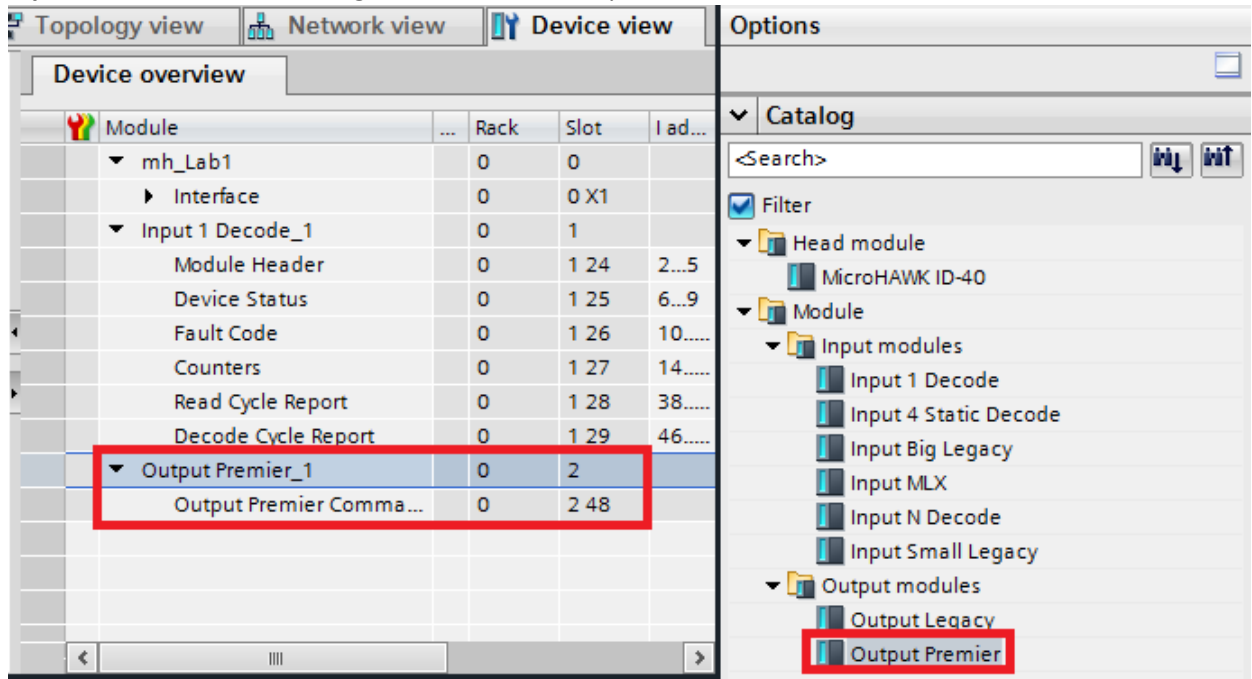 Topology view Network view Device view
Device overview
Module ... Rack Slot I ad...
mh_Lab1 0 0
Interface 0 0 X1
Input 1 Decode_1 0 1
Module Header 0 1 24 2...5
Device Status 0 1 25 6...9
Fault Code 0 1 26 10.....
Counters 0 1 27 14.....
Read Cycle Report 0 1 28 38.....
Decode Cycle Report 0 1 29 46.....
Output Premier_1 0 2
Output Premier Comma... 0 2 48
Options
Catalog
<Search>
Filter
Head module
MicroHAWK ID-40
Module
Input modules
Input 1 Decode
Input 4 Static Decode
Input Big Legacy
Input MLX
Input N Decode
Input Small Legacy
Output modules
Output Legacy
Output Premier